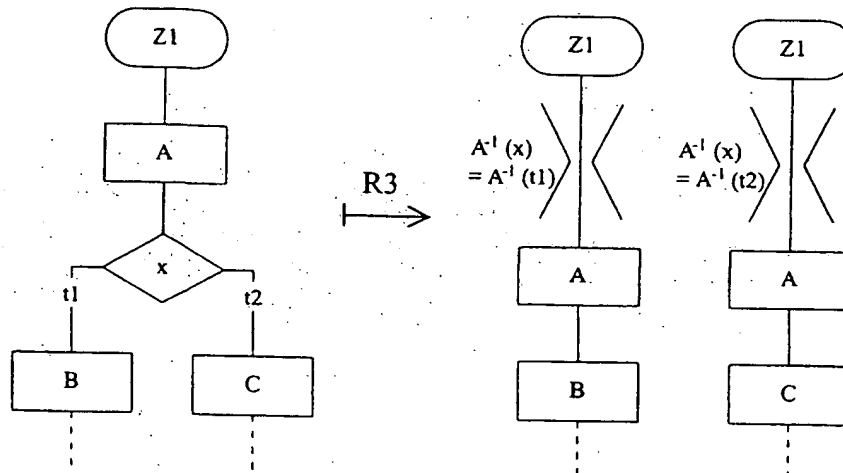 Z1
A
x
t1
t2
B
C
R3
Z1
A⁻¹ (x)
= A⁻¹ (t1)
A
B
Z1
A⁻¹ (x)
= A⁻¹ (t2)
A
C